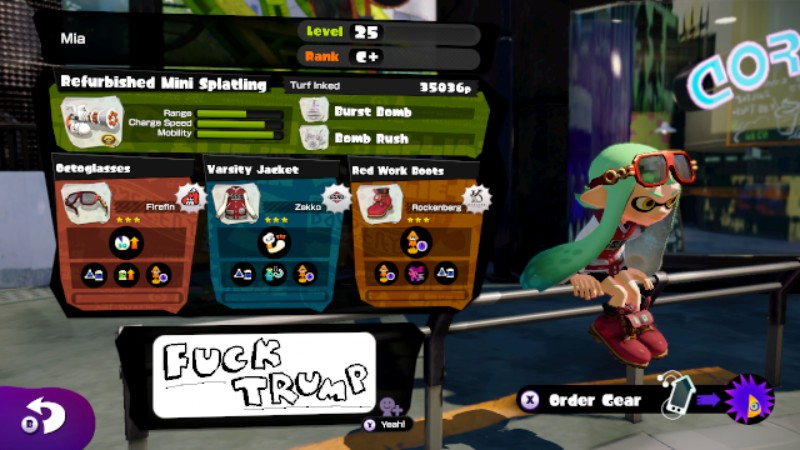 Mia
Level 25
Rank C+
Refurbished Mini Splatling
Turf Inked 35036p
Range
Charge Speed
Mobility
Burst Bomb
Bomb Rush
Octoglasses
Firefin
Varsity Jacket
Zekko
Red Work Boots
Rockenberg
FUCK
TRUMP
Y Yeah!
B
X Order Gear
COR